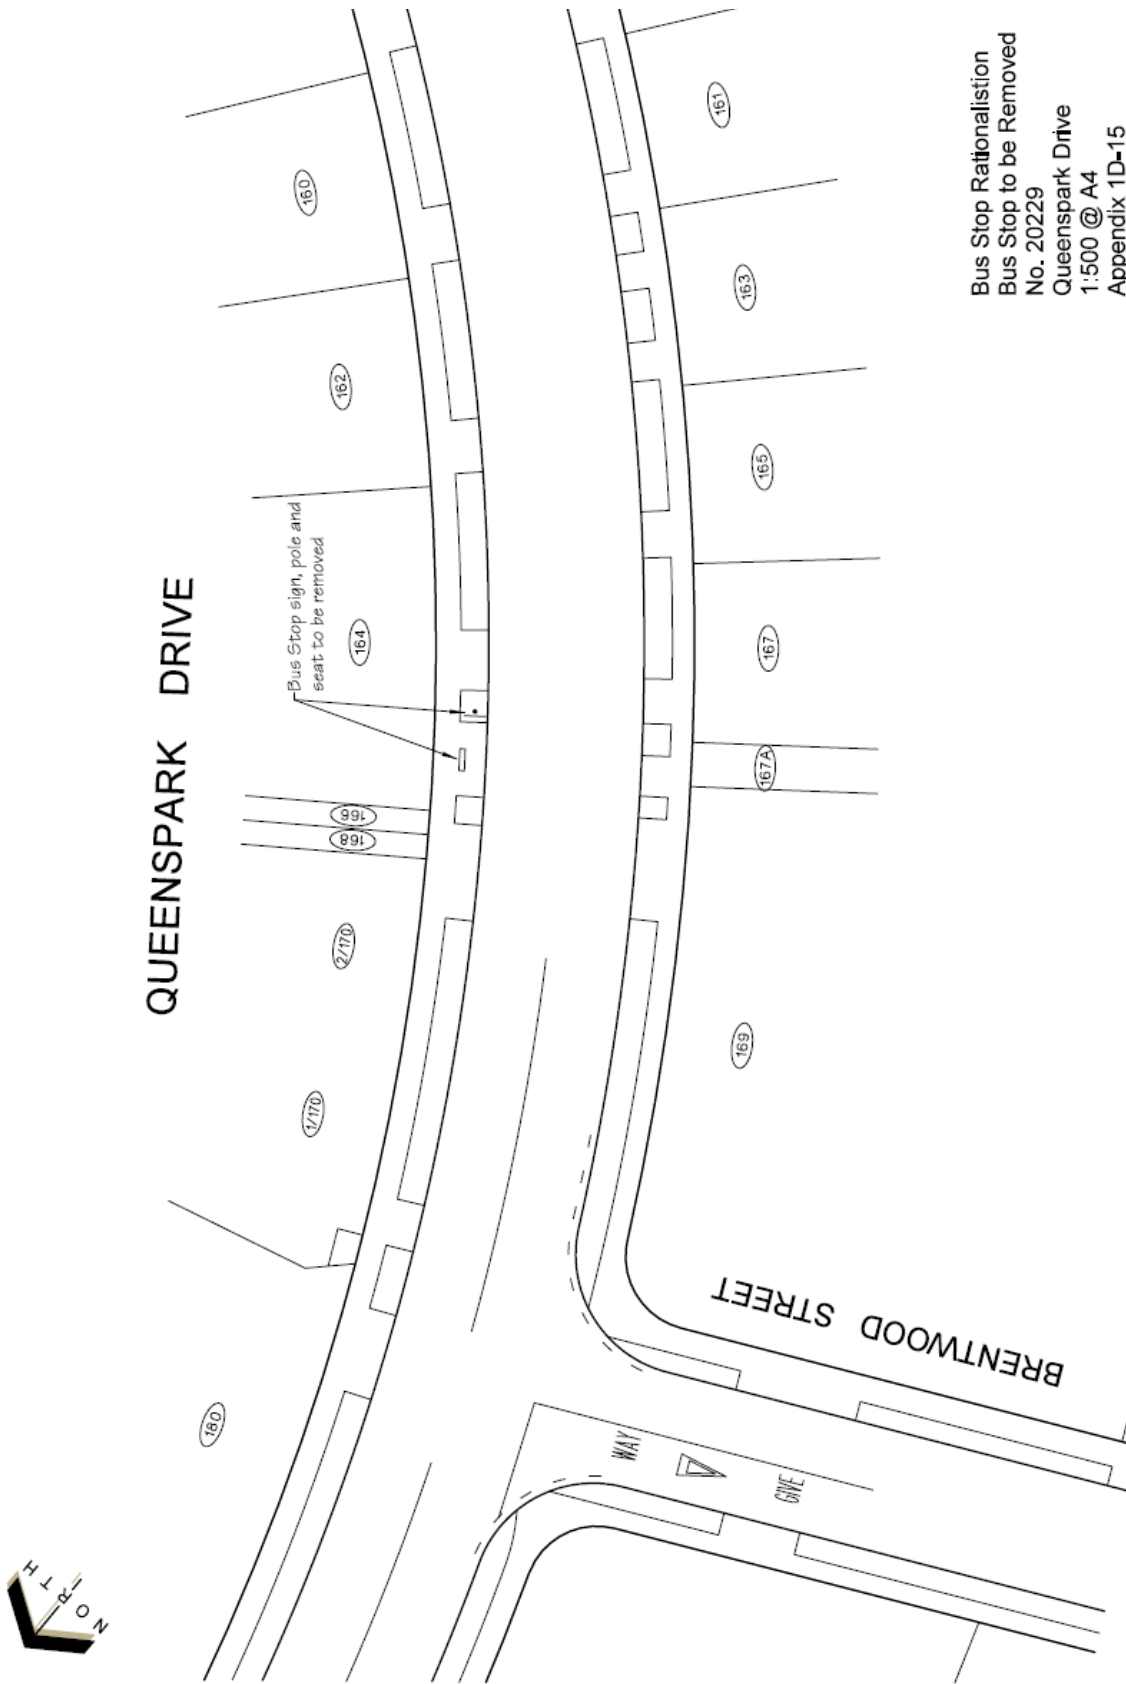 QUEENSPARK DRIVE
Bus Stop sign, pole and
seat to be removed
160
162
164
166
168
2/170
1/170
180
161
163
165
167
167A
169
BRENTWOOD STREET
WAY
GIVE
NORTH
Bus Stop Rationalistion
Bus Stop to be Removed
No. 20229
Queenspark Drive
1:500 @ A4
Appendix 1D-15